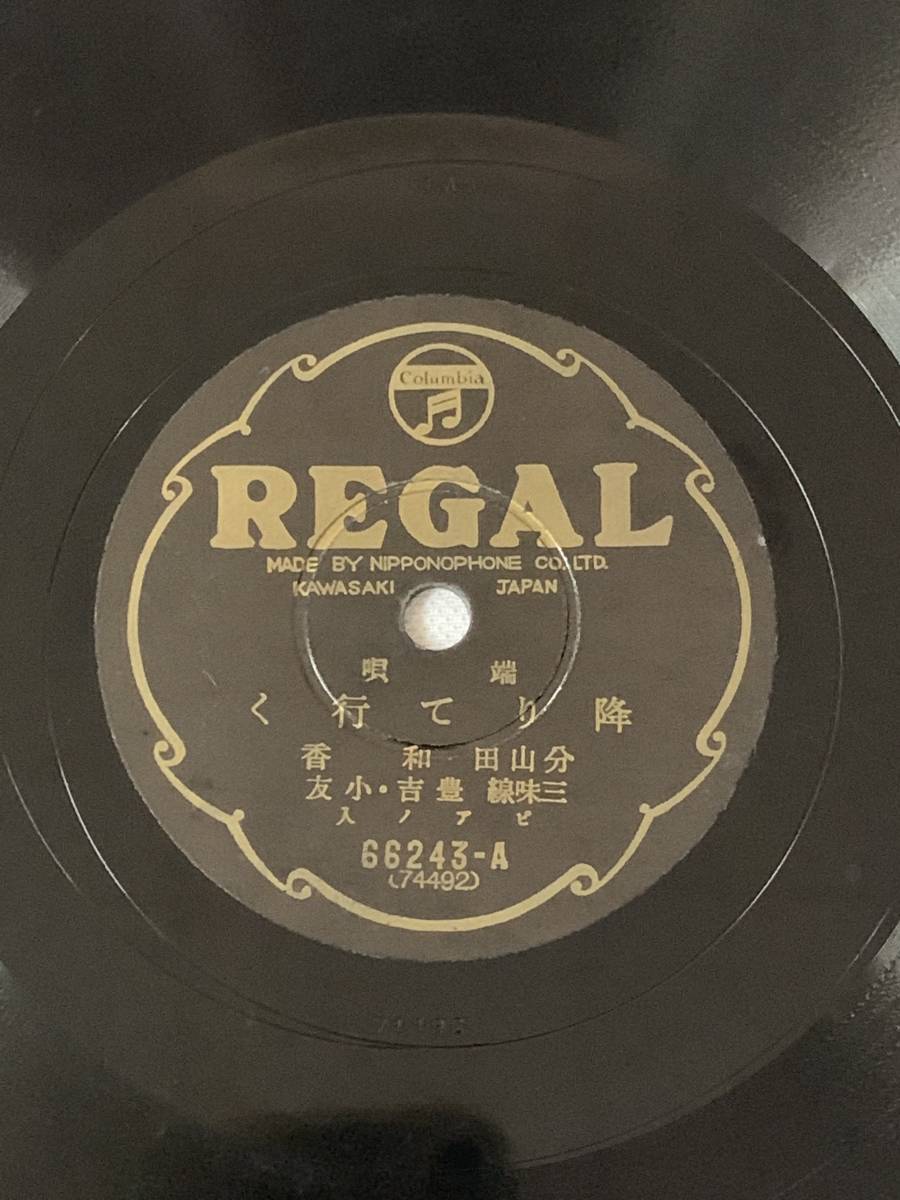 Columbia
REGAL
MADE BY NIPPONOPHONE CO., LTD.
KAWASAKI JAPAN
端唄
降りて行く
分山田和香
三味線 豊吉・小友
ピアノ入
66243-A
(74492)